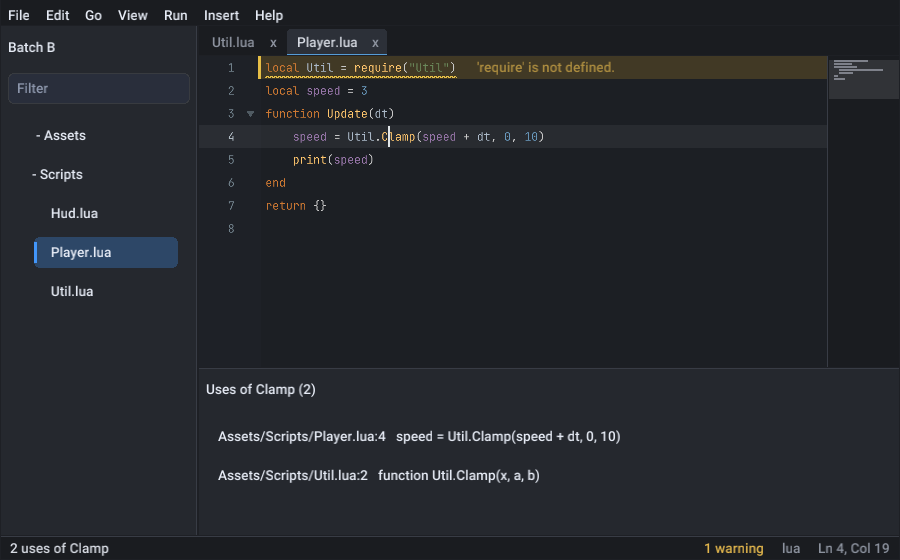 File Edit Go View Run Insert Help
Batch B
Filter
- Assets
- Scripts
Hud.lua
Player.lua
Util.lua
Util.lua x Player.lua x
1 local Util = require("Util") 'require' is not defined.
2 local speed = 3
3 function Update(dt)
4 speed = Util.Clamp(speed + dt, 0, 10)
5 print(speed)
6 end
7 return {}
8
Uses of Clamp (2)
Assets/Scripts/Player.lua:4 speed = Util.Clamp(speed + dt, 0, 10)
Assets/Scripts/Util.lua:2 function Util.Clamp(x, a, b)
2 uses of Clamp 1 warning lua Ln 4, Col 19